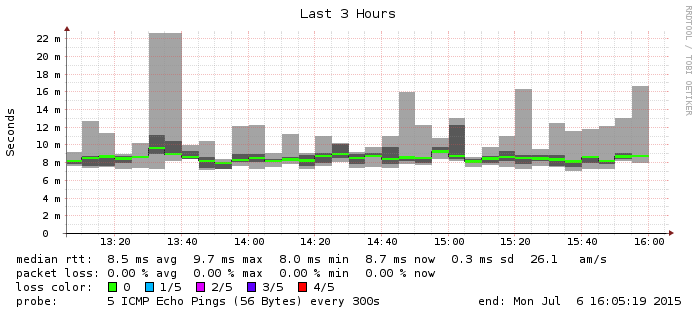 Last 3 Hours
RRDTOOL / TOBI OETIKER
Seconds
22 m
20 m
18 m
16 m
14 m
12 m
10 m
8 m
6 m
4 m
2 m
0
13:20 13:40 14:00 14:20 14:40 15:00 15:20 15:40 16:00
median rtt: 8.5 ms avg 9.7 ms max 8.0 ms min 8.7 ms now 0.3 ms sd 26.1 am/s
packet loss: 0.00 % avg 0.00 % max 0.00 % min 0.00 % now
loss color: 0 1/5 2/5 3/5 4/5
probe: 5 ICMP Echo Pings (56 Bytes) every 300s end: Mon Jul 6 16:05:19 2015